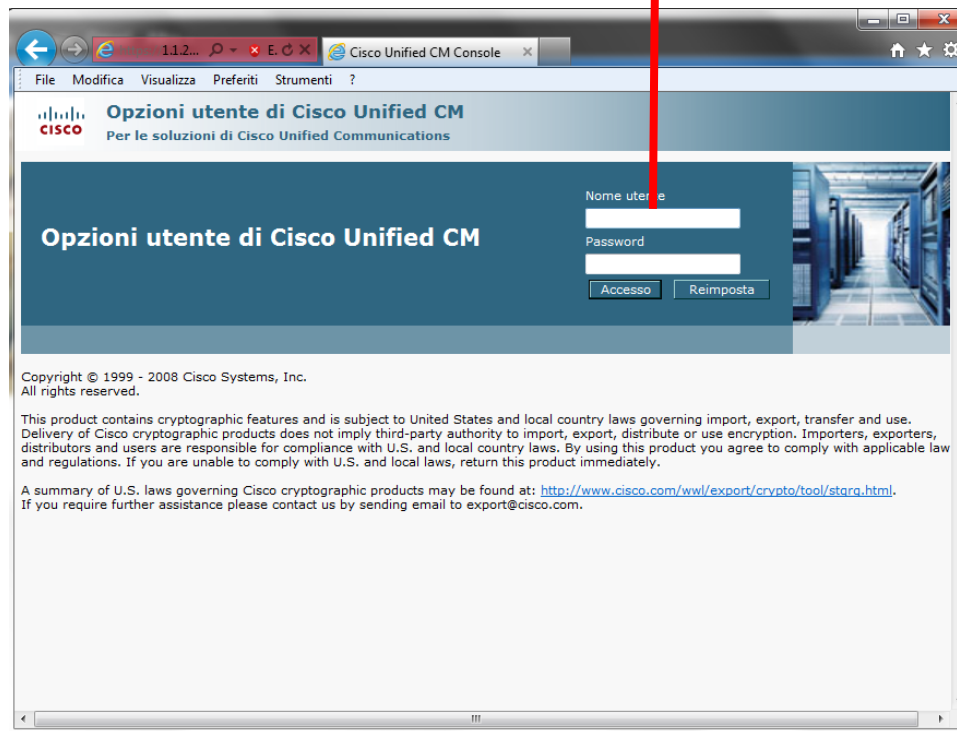 1.1.2... E. Cisco Unified CM Console
File Modifica Visualizza Preferiti Strumenti ?
CISCO
Opzioni utente di Cisco Unified CM
Per le soluzioni di Cisco Unified Communications
Opzioni utente di Cisco Unified CM
Nome utente
Password
Accesso Reimposta
Copyright © 1999 - 2008 Cisco Systems, Inc.
All rights reserved.
This product contains cryptographic features and is subject to United States and local country laws governing import, export, transfer and use.
Delivery of Cisco cryptographic products does not imply third-party authority to import, export, distribute or use encryption. Importers, exporters,
distributors and users are responsible for compliance with U.S. and local country laws. By using this product you agree to comply with applicable law
and regulations. If you are unable to comply with U.S. and local laws, return this product immediately.
A summary of U.S. laws governing Cisco cryptographic products may be found at: http://www.cisco.com/wwl/export/crypto/tool/stqrg.html.
If you require further assistance please contact us by sending email to export@cisco.com.